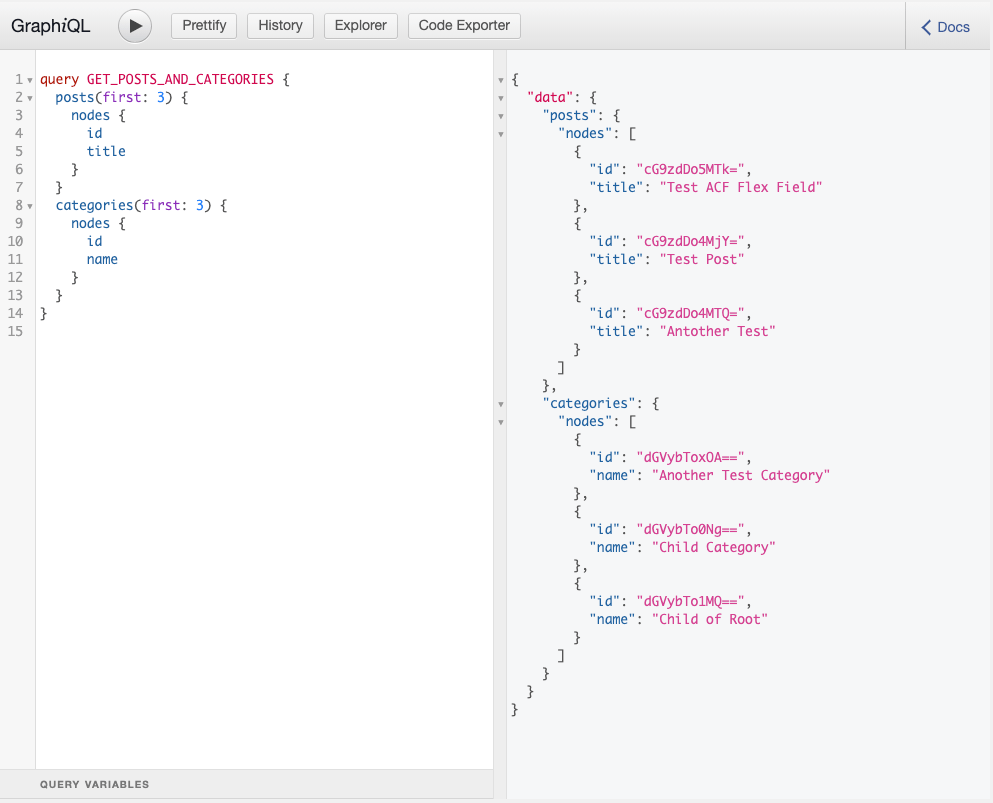 GraphiQL
Prettify
History
Explorer
Code Exporter
Docs
1 query GET_POSTS_AND_CATEGORIES {
2 posts(first: 3) {
3 nodes {
4 id
5 title
6 }
7 }
8 categories(first: 3) {
9 nodes {
10 id
11 name
12 }
13 }
14 }
15
QUERY VARIABLES
{
"data": {
"posts": {
"nodes": [
{
"id": "cG9zdDo5MTk=",
"title": "Test ACF Flex Field"
},
{
"id": "cG9zdDo4MjY=",
"title": "Test Post"
},
{
"id": "cG9zdDo4MTQ=",
"title": "Antother Test"
}
]
},
"categories": {
"nodes": [
{
"id": "dGVybToxOA==",
"name": "Another Test Category"
},
{
"id": "dGVybTo0Ng==",
"name": "Child Category"
},
{
"id": "dGVybTo1MQ==",
"name": "Child of Root"
}
]
}
}
}